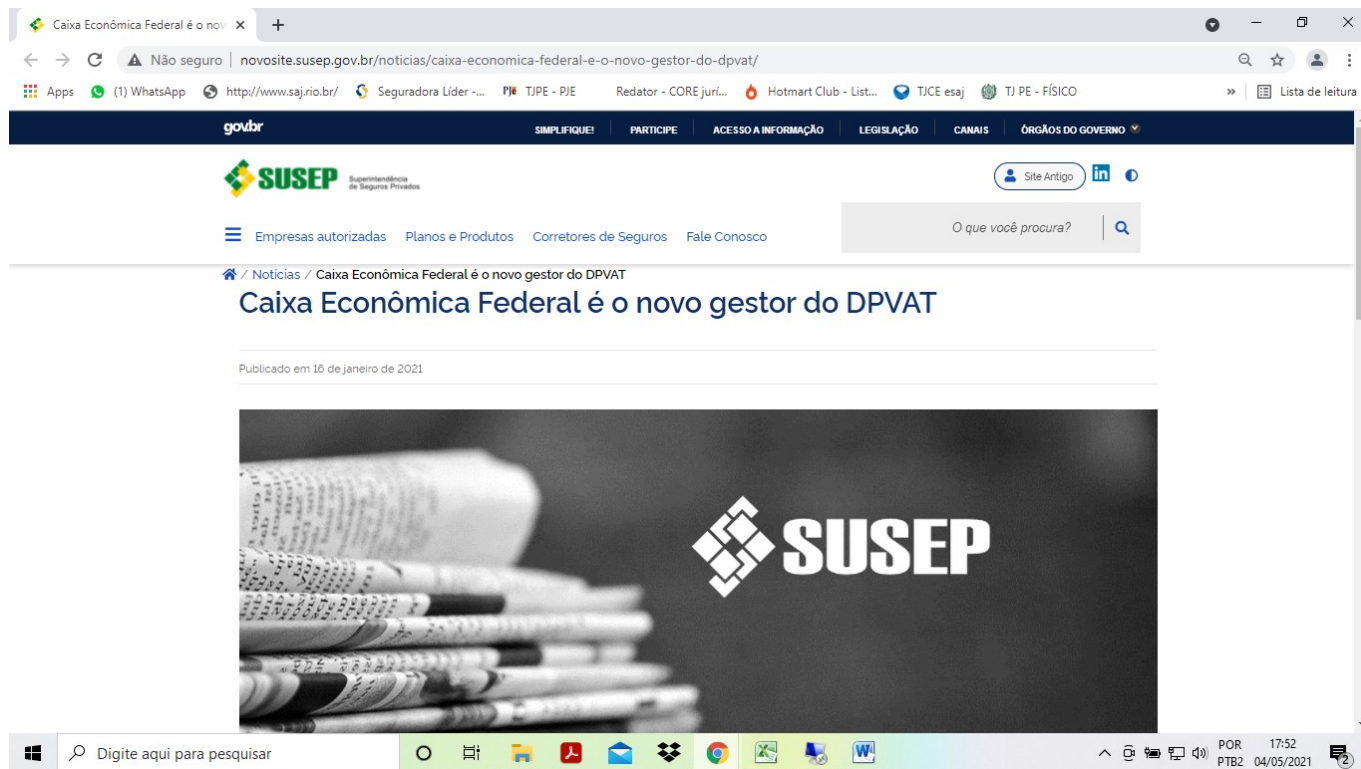 Caixa Econômica Federal é o nov
Não seguro novosite.susep.gov.br/noticias/caixa-economica-federal-e-o-novo-gestor-do-dpvat/
Apps (1) WhatsApp http://www.saj.rio.br/ Seguradora Líder -... PJe TJPE - PJE Redator - CORE jurí... Hotmart Club - List... TJCE esaj TJ PE - FÍSICO » Lista de leitura
govbr SIMPLIFIQUE! PARTICIPE ACESSO A INFORMAÇÃO LEGISLAÇÃO CANAIS ÓRGÃOS DO GOVERNO
SUSEP Superintendência de Seguros Privados Site Antigo in
Empresas autorizadas Planos e Produtos Corretores de Seguros Fale Conosco O que você procura?
/ Notícias / Caixa Econômica Federal é o novo gestor do DPVAT
Caixa Econômica Federal é o novo gestor do DPVAT
Publicado em 16 de janeiro de 2021
SUSEP
Digite aqui para pesquisar POR 17:52
PTB2 04/05/2021 2